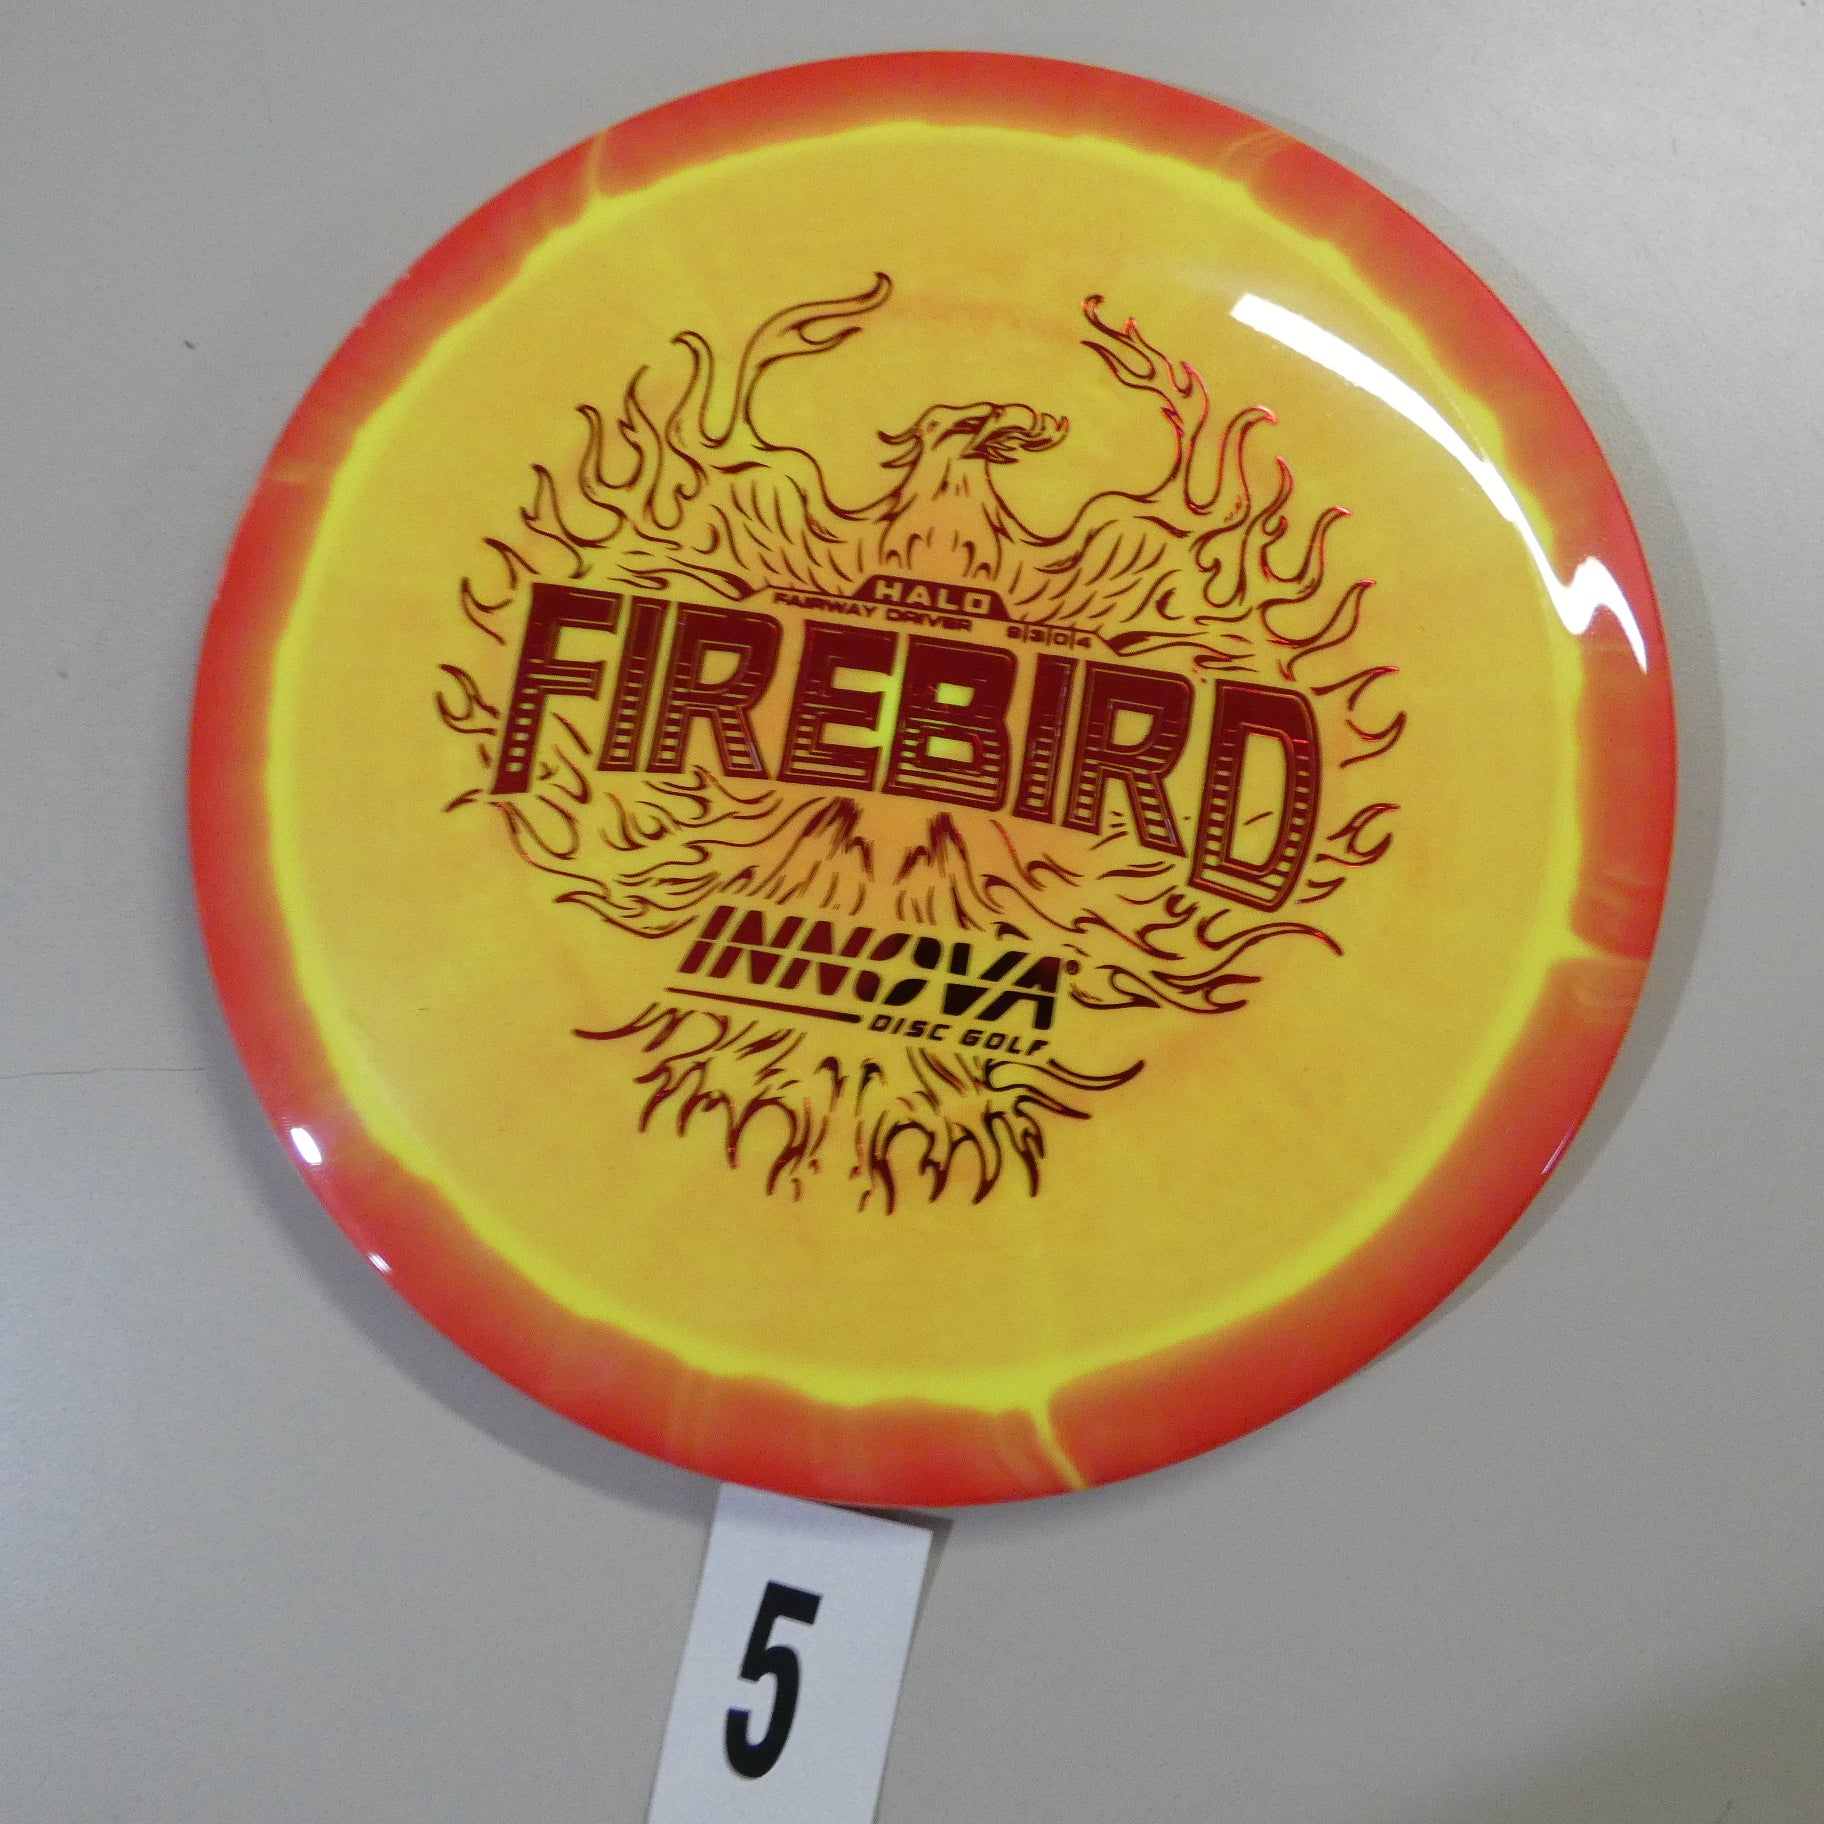 HALO
FAIRWAY DRIVER 9|3|0|4
FIREBIRD
INNOVA®
DISC GOLF
5